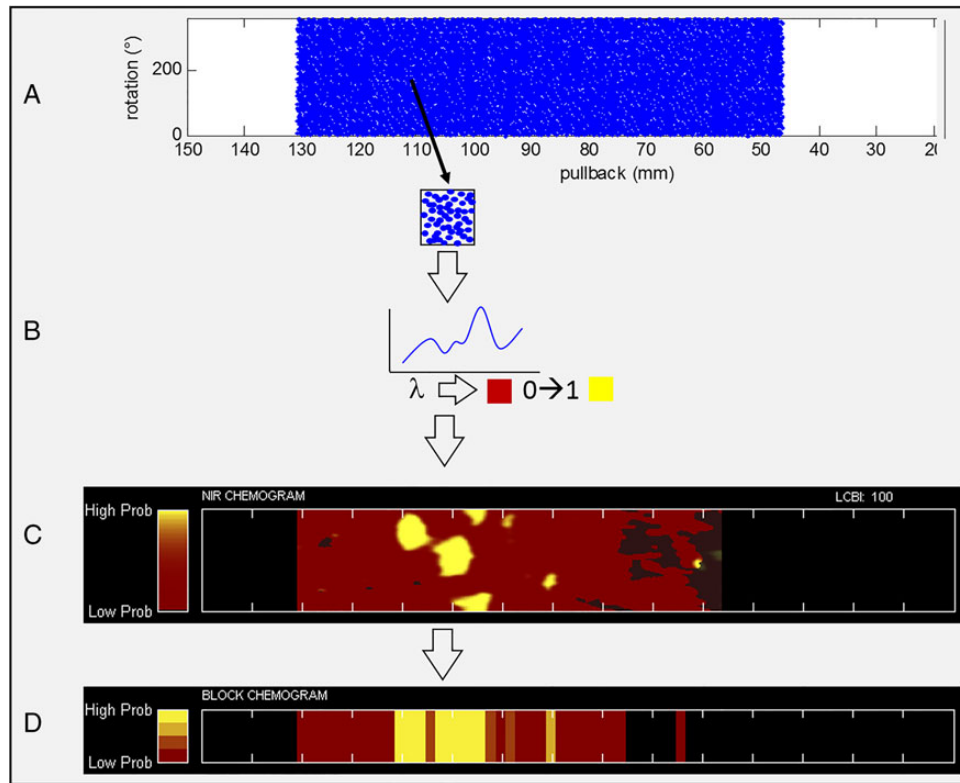 A
rotation (°)
200
0
150 140 130 120 110 100 90 80 70 60 50 40 30 20
pullback (mm)
B
λ 0→1
C
NIR CHEMOGRAM LCBI: 100
High Prob
Low Prob
D
BLOCK CHEMOGRAM
High Prob
Low Prob